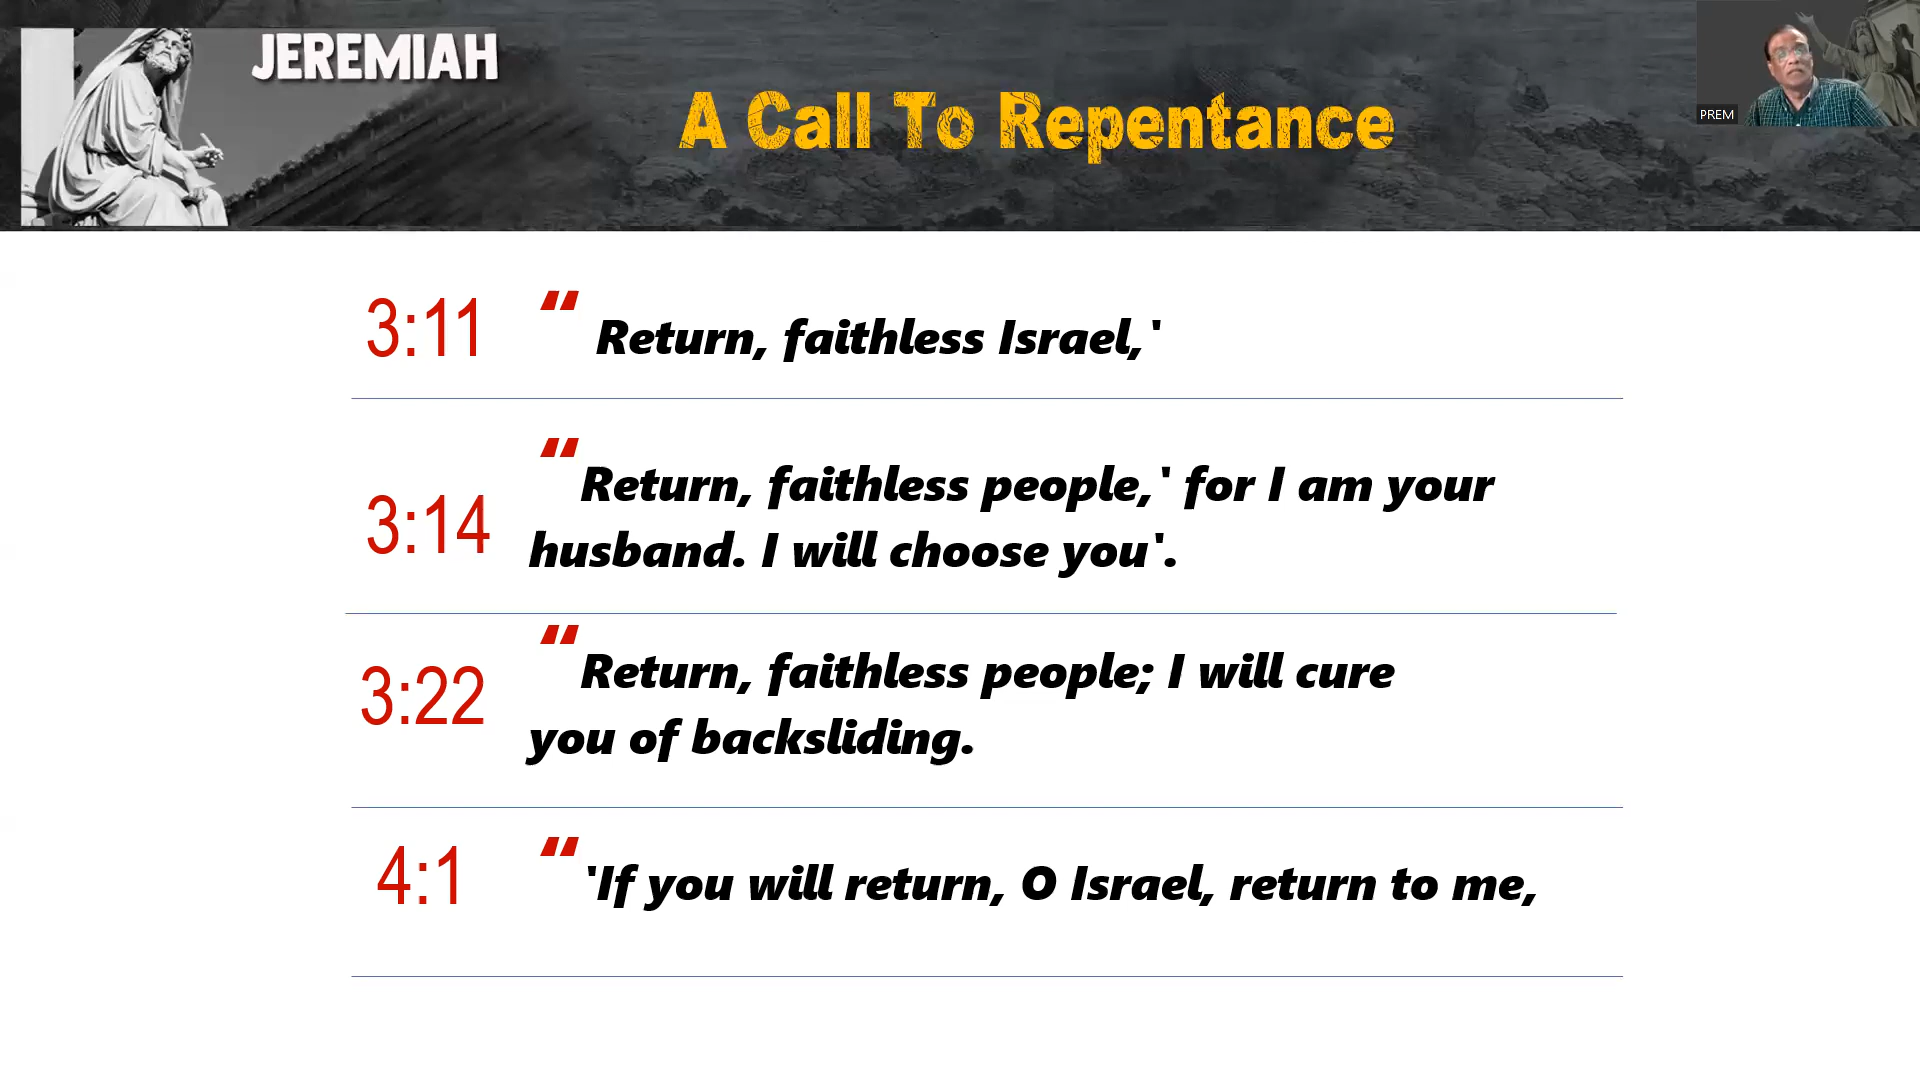 JEREMIAH
A Call To Repentance
PREM
3:11 " Return, faithless Israel,'
3:14 "Return, faithless people,' for I am your
husband. I will choose you'.
3:22 "Return, faithless people; I will cure
you of backsliding.
4:1 "'If you will return, O Israel, return to me,